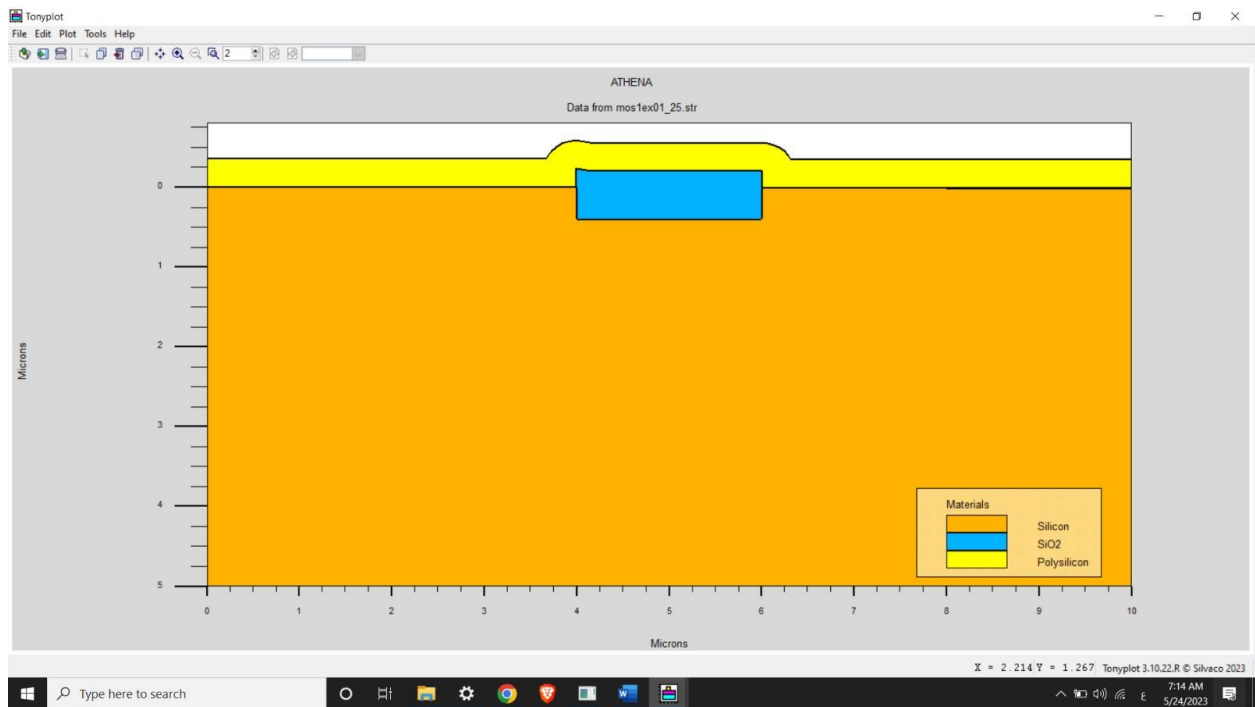 Tonyplot
File Edit Plot Tools Help
2
ATHENA
Data from mos1ex01_25.str
Microns
0
1
2
3
4
5
Materials
Silicon
SiO2
Polysilicon
0 1 2 3 4 5 6 7 8 9 10
Microns
X = 2.214 Y = 1.267 Tonyplot 3.10.22.R © Silvaco 2023
Type here to search
W
ع
7:14 AM
5/24/2023